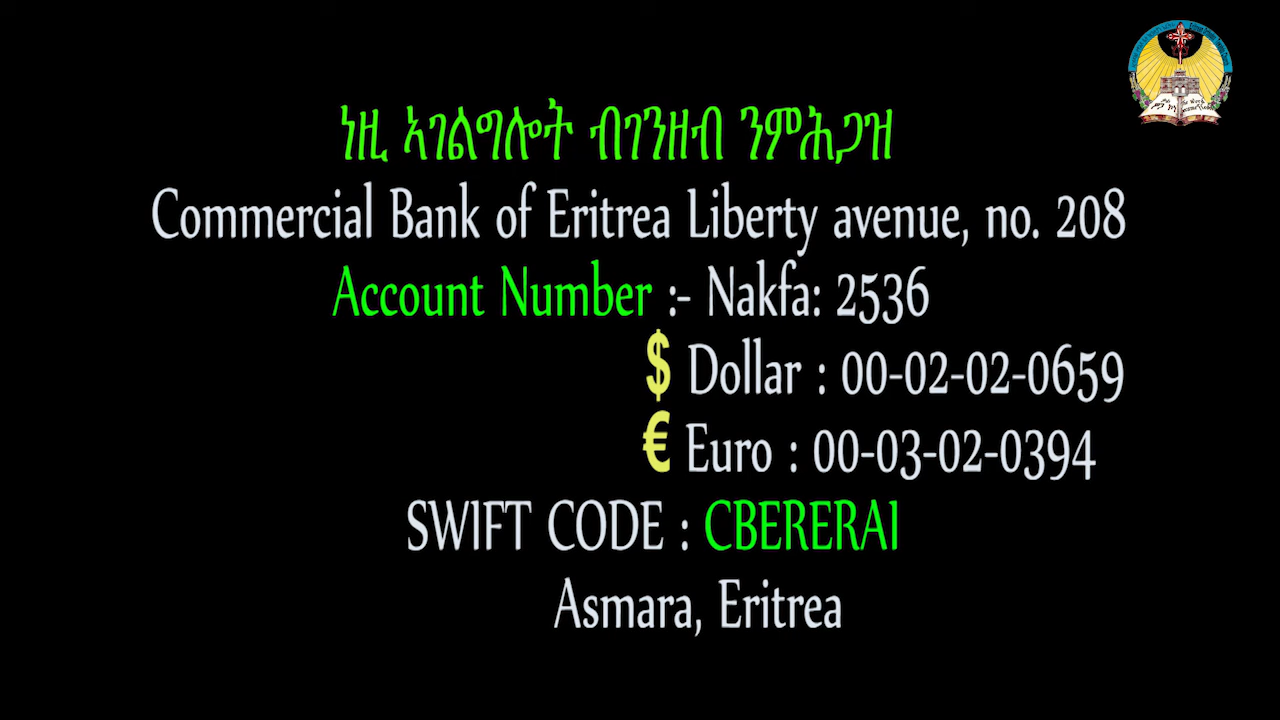 ነዚ ኣገልግሎት ብገንዘብ ንምሕጋዝ
Commercial Bank of Eritrea Liberty avenue, no. 208
Account Number :- Nakfa: 2536
$ Dollar : 00-02-02-0659
€ Euro : 00-03-02-0394
SWIFT CODE : CBERERAI
Asmara, Eritrea